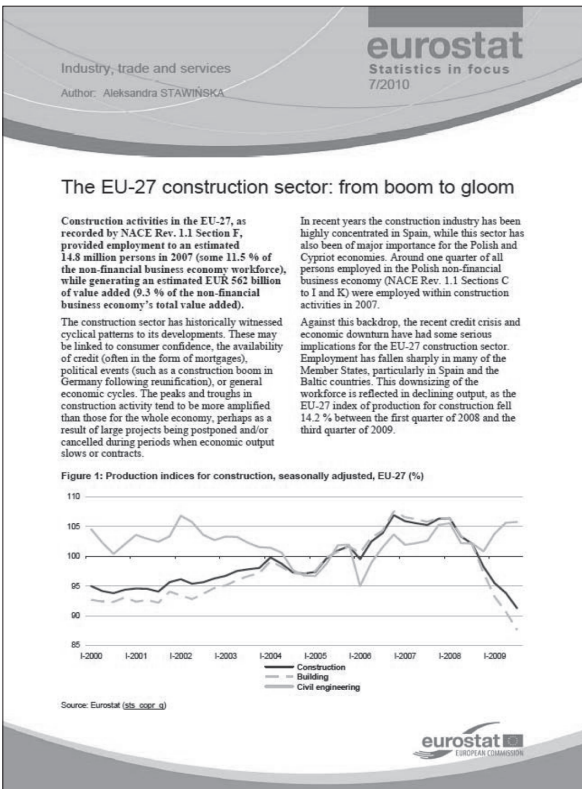 Industry, trade and services
Author: Aleksandra STAWIŃSKA
eurostat
Statistics in focus
7/2010
The EU-27 construction sector: from boom to gloom
Construction activities in the EU-27, as
recorded by NACE Rev. 1.1 Section F,
provided employment to an estimated
14.8 million persons in 2007 (some 11.5 % of
the non-financial business economy workforce),
while generating an estimated EUR 562 billion
of value added (9.3 % of the non-financial
business economy's total value added).
The construction sector has historically witnessed
cyclical patterns to its developments. These may
be linked to consumer confidence, the availability
of credit (often in the form of mortgages),
political events (such as a construction boom in
Germany following reunification), or general
economic cycles. The peaks and troughs in
construction activity tend to be more amplified
than those for the whole economy, perhaps as a
result of large projects being postponed and/or
cancelled during periods when economic output
slows or contracts.
In recent years the construction industry has been
highly concentrated in Spain, while this sector has
also been of major importance for the Polish and
Cypriot economies. Around one quarter of all
persons employed in the Polish non-financial
business economy (NACE Rev. 1.1 Sections C
to I and K) were employed within construction
activities in 2007.
Against this backdrop, the recent credit crisis and
economic downturn have had some serious
implications for the EU-27 construction sector.
Employment has fallen sharply in many of the
Member States, particularly in Spain and the
Baltic countries. This downsizing of the
workforce is reflected in declining output, as the
EU-27 index of production for construction fell
14.2 % between the first quarter of 2008 and the
third quarter of 2009.
Figure 1: Production indices for construction, seasonally adjusted, EU-27 (%)
110
105
100
95
90
85
I-2000 I-2001 I-2002 I-2003 I-2004 I-2005 I-2006 I-2007 I-2008 I-2009
Construction
Building
Civil engineering
Source: Eurostat (sts_copr_q)
eurostat
EUROPEAN COMMISSION